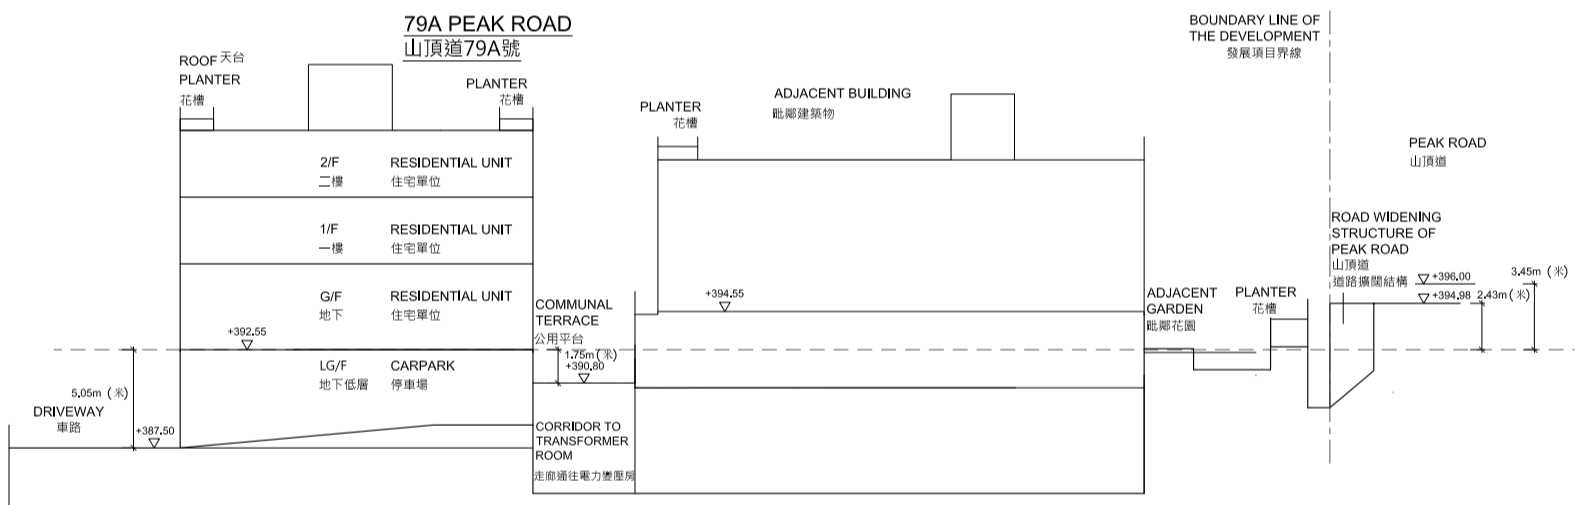 79A PEAK ROAD
山頂道79A號
ROOF 天台
PLANTER
花槽
PLANTER
花槽
2/F RESIDENTIAL UNIT
二樓 住宅單位
1/F RESIDENTIAL UNIT
一樓 住宅單位
G/F RESIDENTIAL UNIT
地下 住宅單位
+392.55
LG/F CARPARK
地下低層 停車場
5.05m (米)
DRIVEWAY
車路
+387.50
COMMUNAL
TERRACE
公用平台
1.75m (米)
+390.80
CORRIDOR TO
TRANSFORMER
ROOM
走廊通往電力變壓房
PLANTER
花槽
ADJACENT BUILDING
毗鄰建築物
+394.55
ADJACENT
GARDEN
毗鄰花園
PLANTER
花槽
BOUNDARY LINE OF
THE DEVELOPMENT
發展項目界線
PEAK ROAD
山頂道
ROAD WIDENING
STRUCTURE OF
PEAK ROAD
山頂道
道路擴闊結構
+396.00
3.45m (米)
+394.98
2.43m (米)